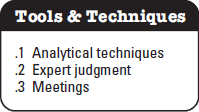 Tools & Techniques
.1 Analytical techniques
.2 Expert judgment
.3 Meetings